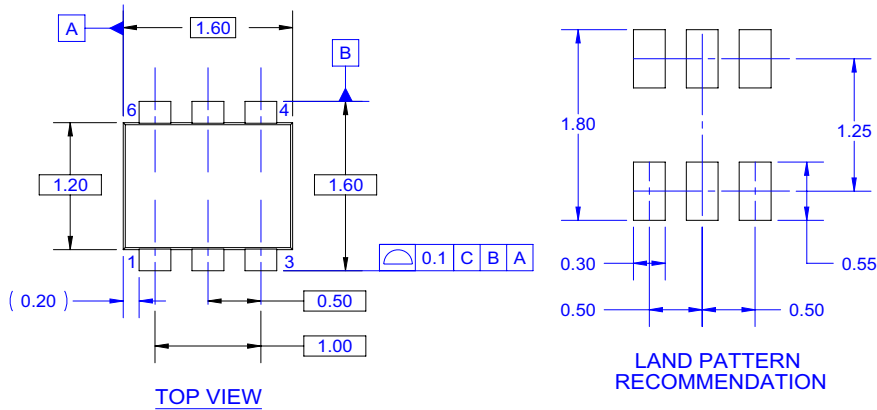 A
1.60
B
6
4
1.20
1.60
1
3
0.1 C B A
( 0.20 )
0.50
1.00
TOP VIEW
1.80
1.25
0.30
0.55
0.50
0.50
LAND PATTERN
RECOMMENDATION